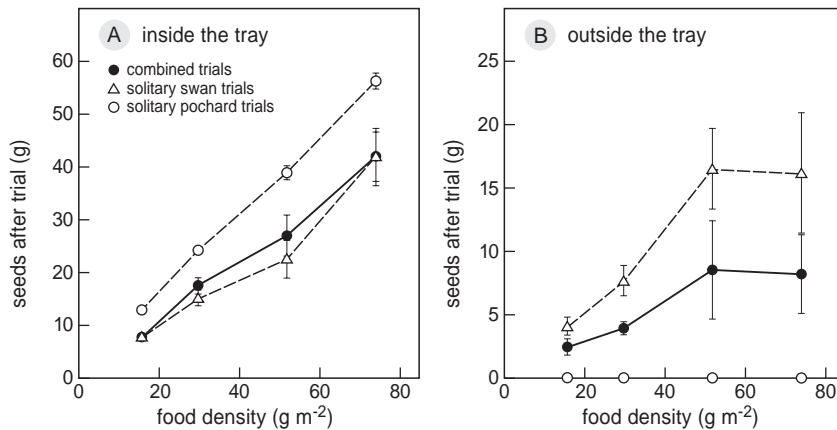 A inside the tray
combined trials
solitary swan trials
solitary pochard trials
seeds after trial (g)
60
50
40
30
20
10
0
0 20 40 60 80
food density (g m-2)
B outside the tray
seeds after trial (g)
25
20
15
10
5
0
0 20 40 60 80
food density (g m-2)